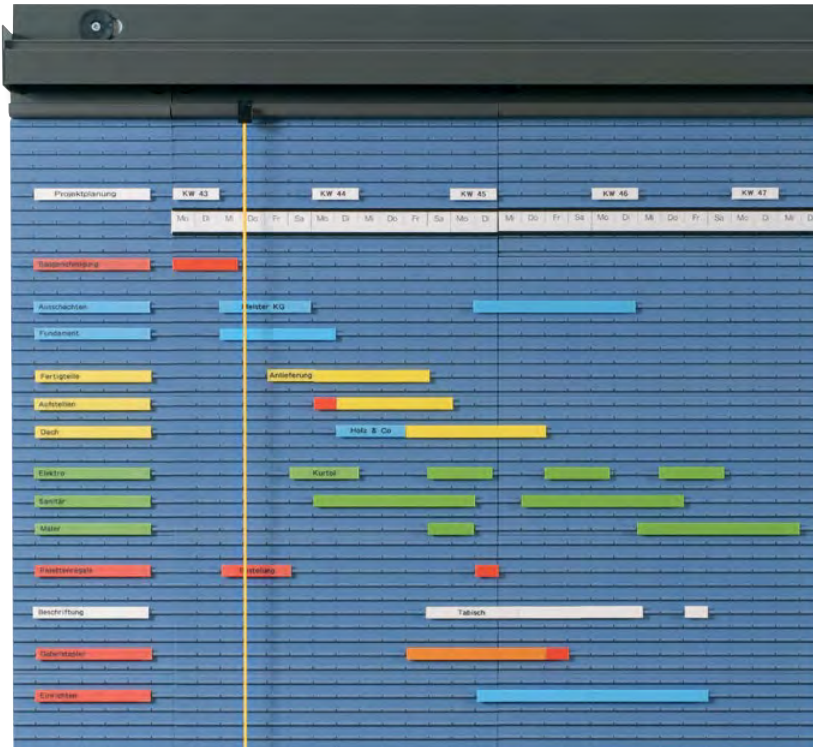 Projektplanung KW 43 KW 44 KW 45 KW 46 KW 47
Mo Di Mi Do Fr Sa Mo Di Mi Do Fr Sa Mo Di Mi Do Fr Sa Mo Di Mi Do Fr Sa Mo Di Mi D
Baugenehmigung
Ausschachten Meister KG
Fundament
Fertigteile Anlieferung
Aufstellen
Dach Holz & Co
Elektro Kurtal
Sanitär
Maler
Palettenregale Bestellung
Beschriftung Tabisch
Gabelstapler
Einrichten